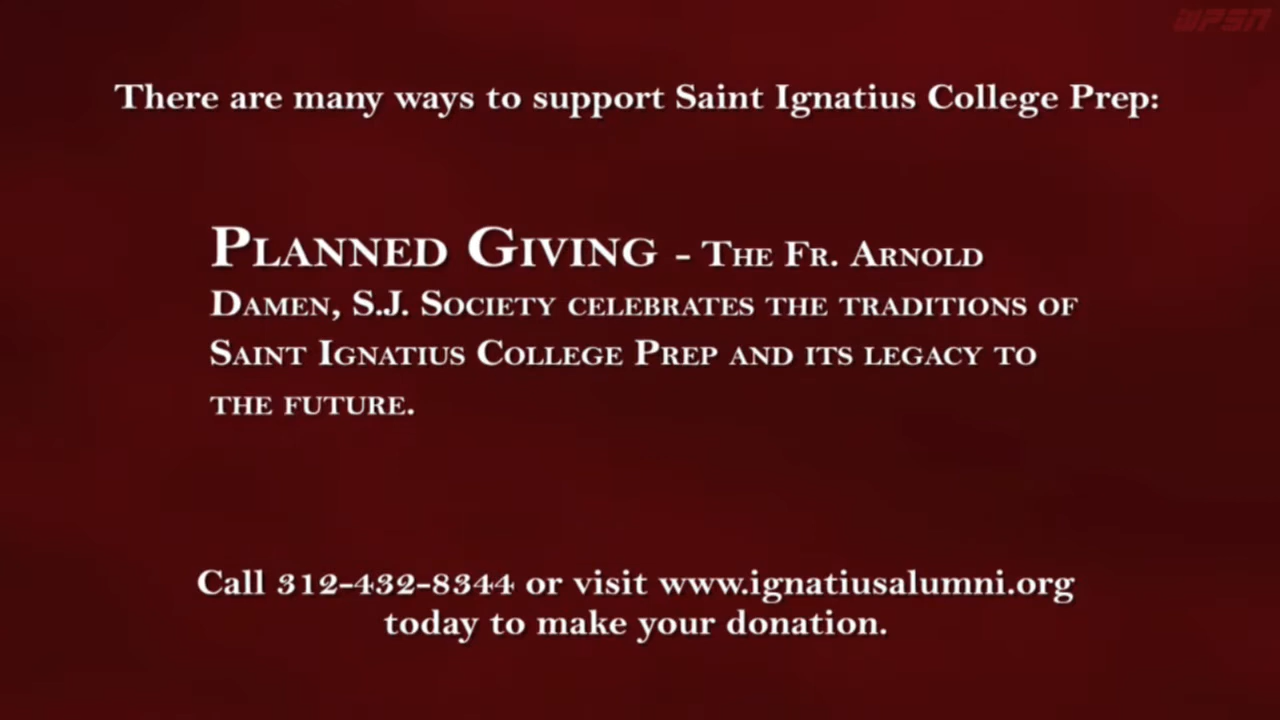 WPSN
There are many ways to support Saint Ignatius College Prep:
Planned Giving - The Fr. Arnold
Damen, S.J. Society celebrates the traditions of
Saint Ignatius College Prep and its legacy to
the future.
Call 312-432-8344 or visit www.ignatiusalumni.org
today to make your donation.